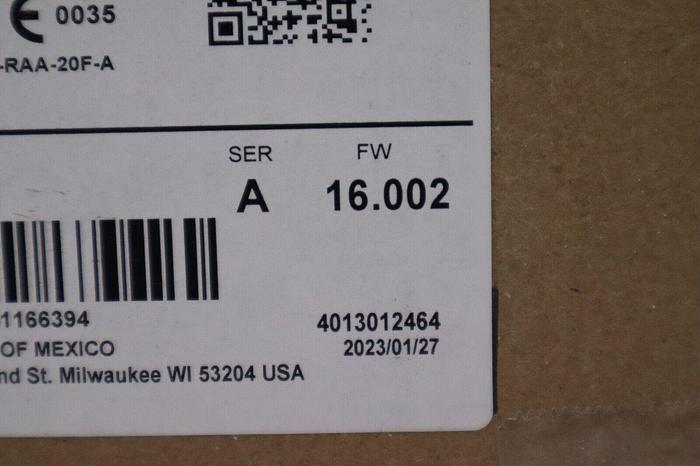 CE 0035
-RAA-20F-A
SER FW
A 16.002
1166394 4013012464
OF MEXICO 2023/01/27
nd St. Milwaukee WI 53204 USA